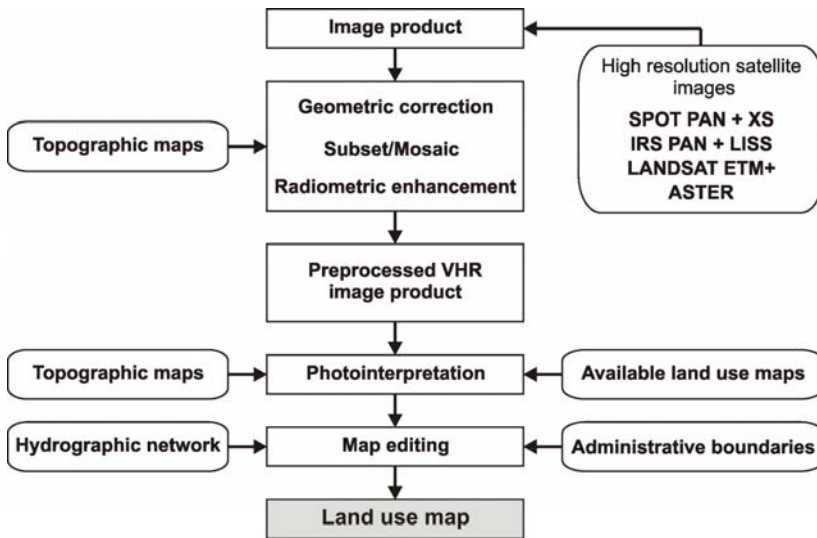 Image product
High resolution satellite
images
SPOT PAN + XS
IRS PAN + LISS
LANDSAT ETM+
ASTER
Topographic maps
Geometric correction
Subset/Mosaic
Radiometric enhancement
Preprocessed VHR
image product
Topographic maps
Photointerpretation
Available land use maps
Hydrographic network
Map editing
Administrative boundaries
Land use map